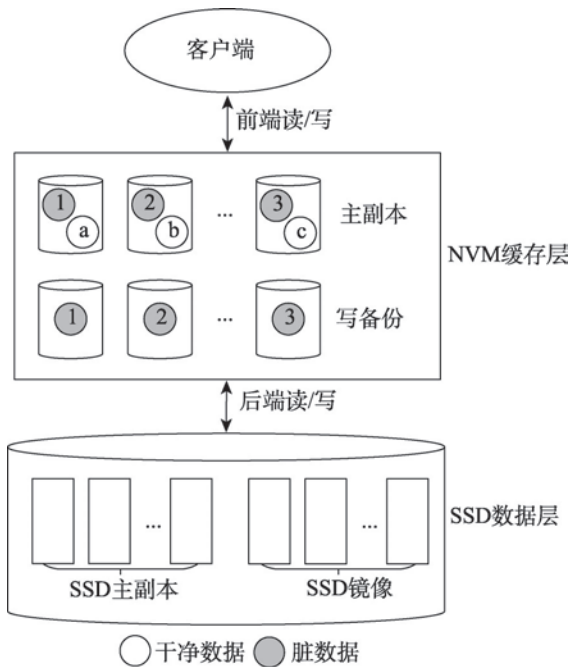 客户端
前端读/写
1 2 ... 3 主副本
a b c
NVM缓存层
1 2 ... 3 写备份
后端读/写
... ...
SSD数据层
SSD主副本 SSD镜像
干净数据 脏数据